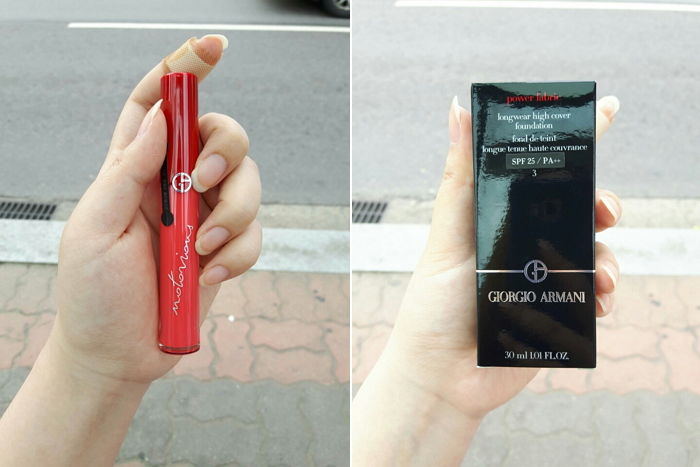 notorious
power fabric
longwear high cover
foundation
fond de teint
longue tenue haute couvrance
SPF 25 / PA++
3
GIORGIO ARMANI
30 ml 1.01 FL.OZ.